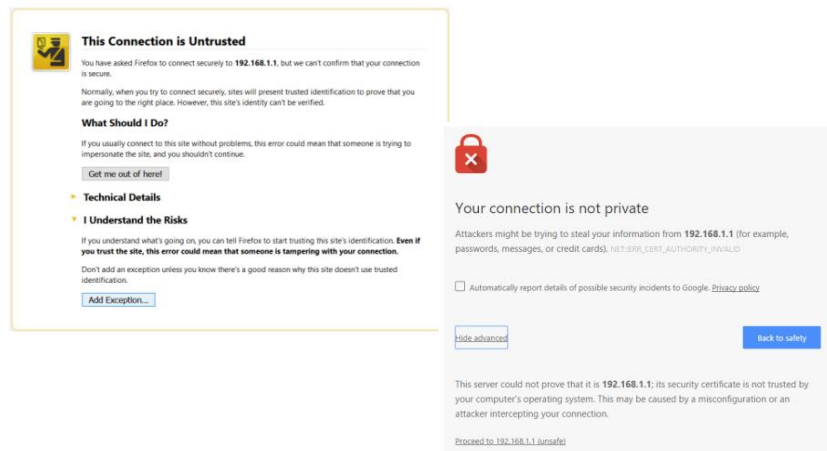 This Connection is Untrusted
You have asked Firefox to connect securely to 192.168.1.1, but we can't confirm that your connection
is secure.
Normally, when you try to connect securely, sites will present trusted identification to prove that you
are going to the right place. However, this site's identity can't be verified.
What Should I Do?
If you usually connect to this site without problems, this error could mean that someone is trying to
impersonate the site, and you shouldn't continue.
Get me out of here!
Technical Details
I Understand the Risks
If you understand what's going on, you can tell Firefox to start trusting this site's identification. Even if
you trust the site, this error could mean that someone is tampering with your connection.
Don't add an exception unless you know there's a good reason why this site doesn't use trusted
identification.
Add Exception...
Your connection is not private
Attackers might be trying to steal your information from 192.168.1.1 (for example,
passwords, messages, or credit cards). NET::ERR_CERT_AUTHORITY_INVALID
Automatically report details of possible security incidents to Google. Privacy policy
Hide advanced
Back to safety
This server could not prove that it is 192.168.1.1; its security certificate is not trusted by
your computer's operating system. This may be caused by a misconfiguration or an
attacker intercepting your connection.
Proceed to 192.168.1.1 (unsafe)